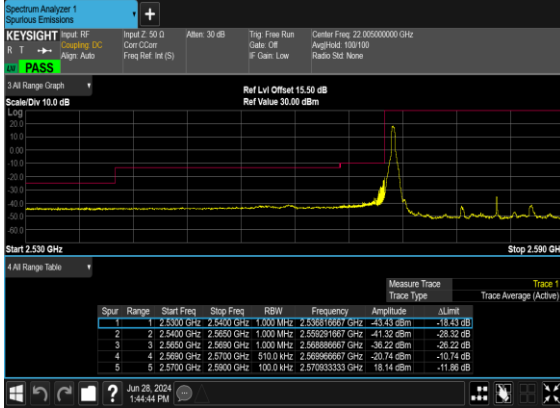 Spectrum Analyzer 1
Spurious Emissions
+
KEYSIGHT Input: RF Input Z: 50 Ω Atten: 30 dB Trig: Free Run Center Freq: 22.005000000 GHz
R T Coupling: DC Corr CCorr Gate: Off Avg|Hold: 100/100
Align: Auto Freq Ref: Int (S) IF Gain: Low Radio Std: None
PASS
3.All Range Graph Ref Lvl Offset 15.50 dB
Scale/Div 10.0 dB Ref Value 30.00 dBm
Log
20.0
10.0
0.00
-10.0
-20.0
-30.0
-40.0
-50.0
-60.0
Start 2.530 GHz Stop 2.590 GH
4.All Range Table
Measure Trace Trace 1
Trace Type Trace Average (Active)
Spur Range Start Freq Stop Freq RBW Frequency Amplitude ΔLimit
1 1 2.5300 GHz 2.5400 GHz 1.000 MHz 2.536816667 GHz -43.43 dBm -18.43 dB
2 2 2.5400 GHz 2.5650 GHz 1.000 MHz 2.559291667 GHz -41.32 dBm -28.32 dB
3 3 2.5650 GHz 2.5690 GHz 1.000 MHz 2.568886667 GHz -36.22 dBm -26.22 dB
4 4 2.5690 GHz 2.5700 GHz 510.0 kHz 2.569966667 GHz -20.74 dBm -10.74 dB
5 5 2.5700 GHz 2.5900 GHz 100.0 kHz 2.570933333 GHz 18.14 dBm -11.86 dB
?
Jun 28, 2024
1:44:44 PM